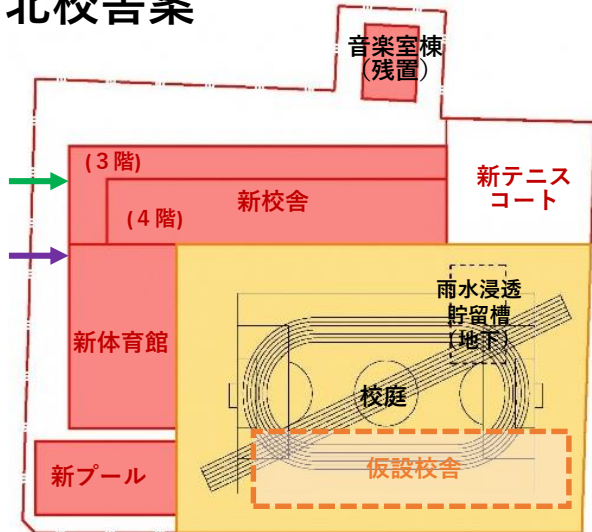 北校舎案
音楽室棟
（残置）
(３階)
新校舎
(４階)
新テニス
コート
雨水浸透
貯留槽
(地下)
新体育館
校庭
仮設校舎
新プール